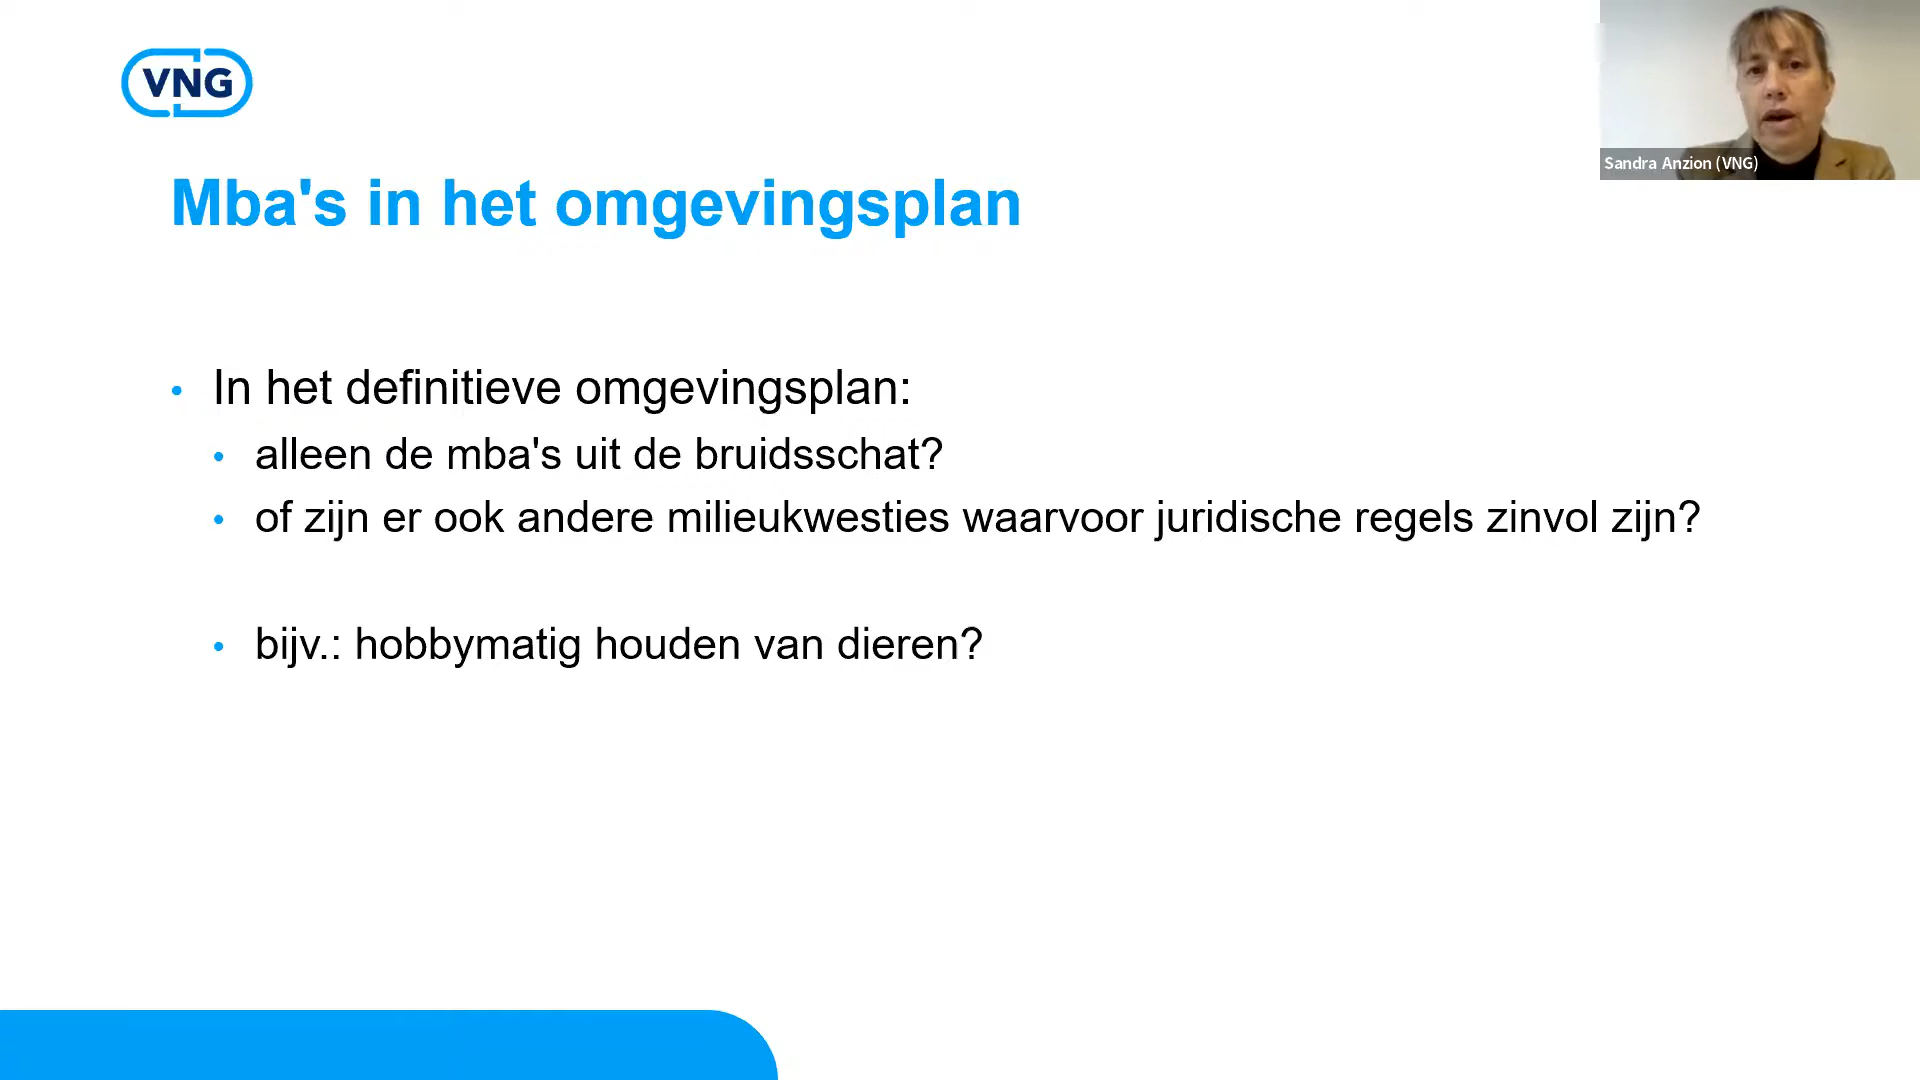 VNG
Sandra Anzion (VNG)
Mba's in het omgevingsplan
• In het definitieve omgevingsplan:
• alleen de mba's uit de bruidsschat?
• of zijn er ook andere milieukwesties waarvoor juridische regels zinvol zijn?
• bijv.: hobbymatig houden van dieren?